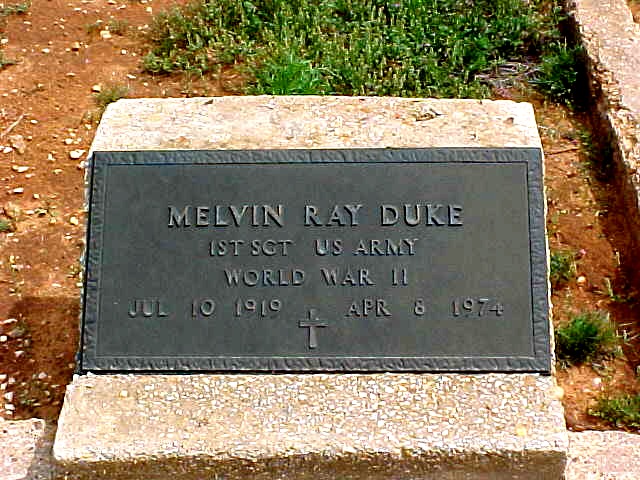 MELVIN RAY DUKE
1ST SGT US ARMY
WORLD WAR II
JUL 10 1919 APR 8 1974